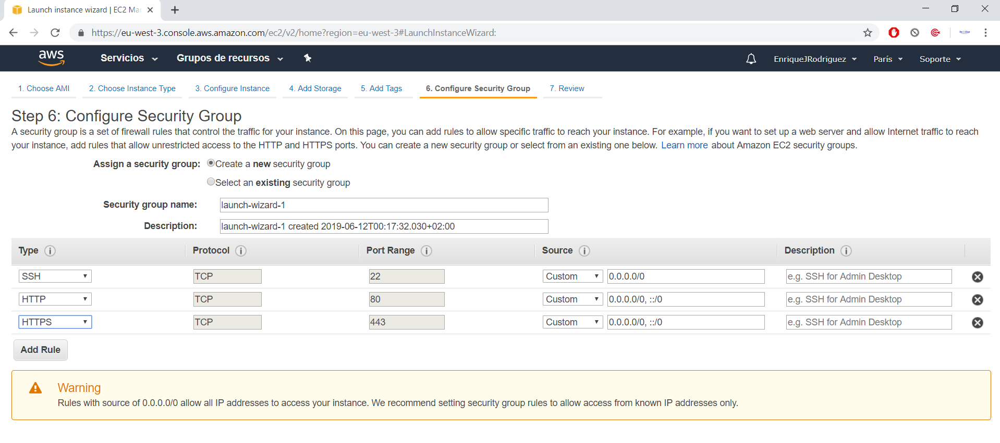 Launch instance wizard | EC2 Mar
https://eu-west-3.console.aws.amazon.com/ec2/v2/home?region=eu-west-3#LaunchInstanceWizard:
aws Servicios Grupos de recursos EnriqueJRodriguez París Soporte
1. Choose AMI 2. Choose Instance Type 3. Configure Instance 4. Add Storage 5. Add Tags 6. Configure Security Group 7. Review
Step 6: Configure Security Group
A security group is a set of firewall rules that control the traffic for your instance. On this page, you can add rules to allow specific traffic to reach your instance. For example, if you want to set up a web server and allow Internet traffic to reach
your instance, add rules that allow unrestricted access to the HTTP and HTTPS ports. You can create a new security group or select from an existing one below. Learn more about Amazon EC2 security groups.
Assign a security group: Create a new security group
Select an existing security group
Security group name: launch-wizard-1
Description: launch-wizard-1 created 2019-06-12T00:17:32.030+02:00
Type Protocol Port Range Source Description
SSH TCP 22 Custom 0.0.0.0/0 e.g. SSH for Admin Desktop
HTTP TCP 80 Custom 0.0.0.0/0, ::/0 e.g. SSH for Admin Desktop
HTTPS TCP 443 Custom 0.0.0.0/0, ::/0 e.g. SSH for Admin Desktop
Add Rule
Warning
Rules with source of 0.0.0.0/0 allow all IP addresses to access your instance. We recommend setting security group rules to allow access from known IP addresses only.